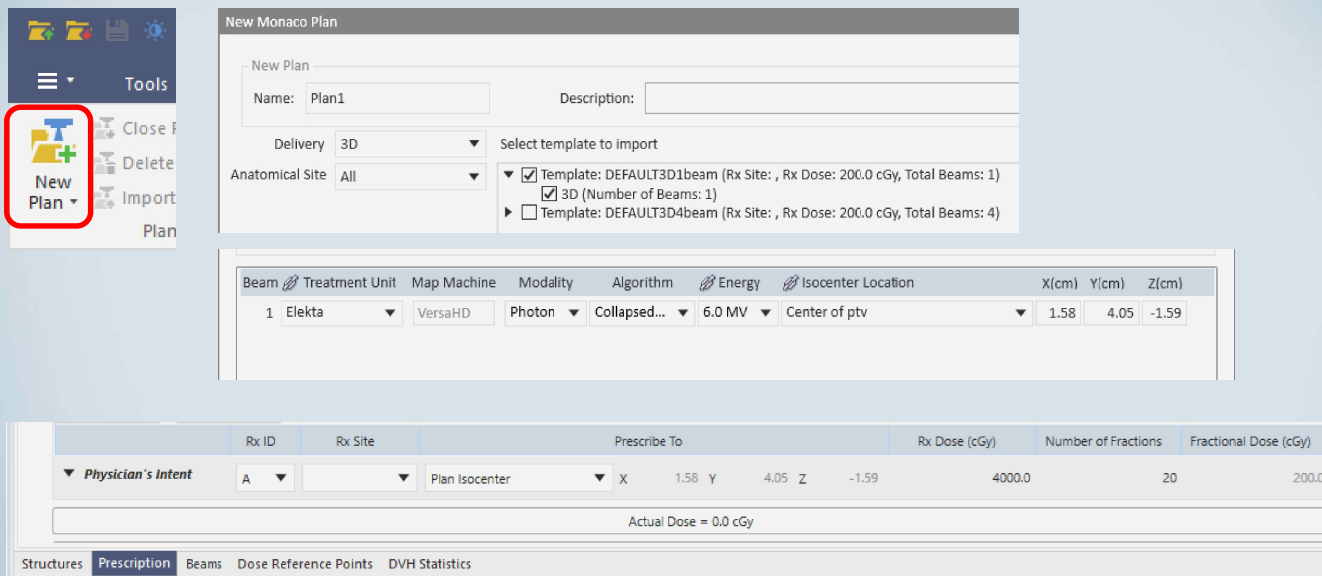 Tools
New
Plan
Close
Delete
Import
Plan
New Monaco Plan
New Plan
Name: Plan1 Description:
Delivery 3D Select template to import
Anatomical Site All
Template: DEFAULT3D1beam (Rx Site: , Rx Dose: 200.0 cGy, Total Beams: 1)
3D (Number of Beams: 1)
Template: DEFAULT3D4beam (Rx Site: , Rx Dose: 200.0 cGy, Total Beams: 4)
Beam Treatment Unit Map Machine Modality Algorithm Energy Isocenter Location X(cm) Y(cm) Z(cm)
1 Elekta VersaHD Photon Collapsed... 6.0 MV Center of ptv 1.58 4.05 -1.59
Rx ID Rx Site Prescribe To Rx Dose (cGy) Number of Fractions Fractional Dose (cGy)
Physician's Intent A Plan Isocenter X 1.58 Y 4.05 Z -1.59 4000.0 20 200.0
Actual Dose = 0.0 cGy
Structures Prescription Beams Dose Reference Points DVH Statistics